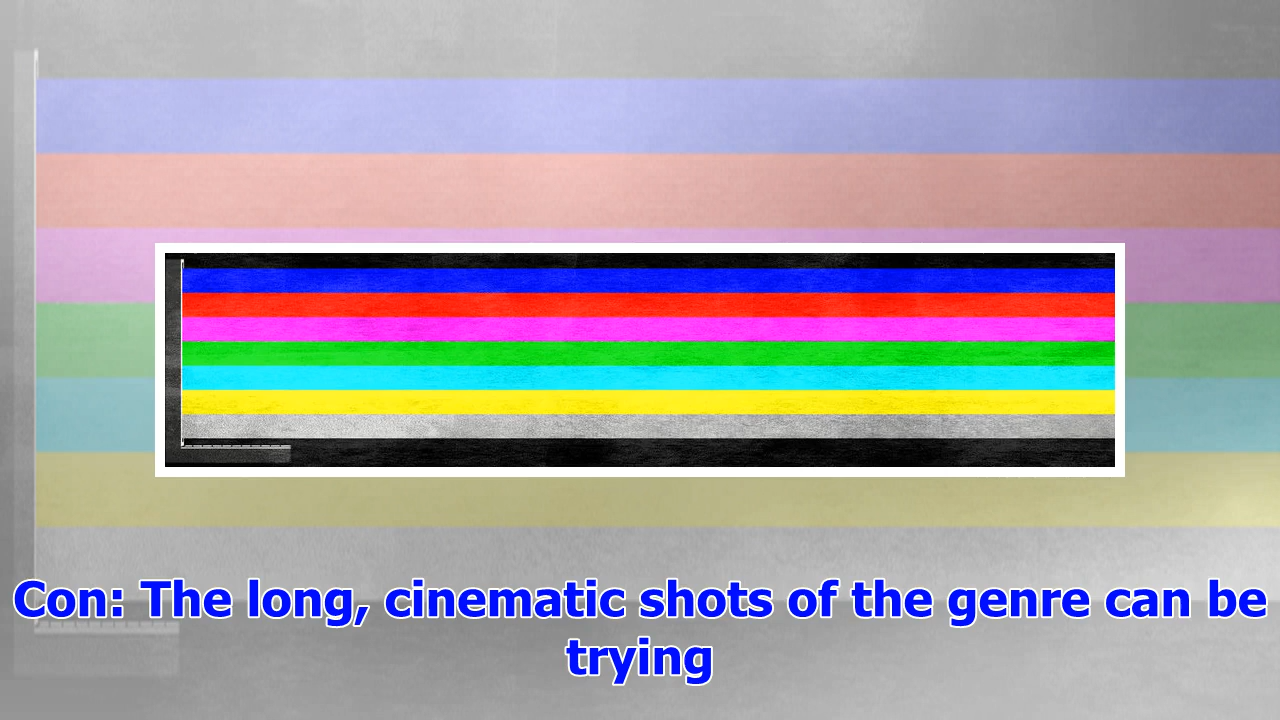 Con: The long, cinematic shots of the genre can be
trying